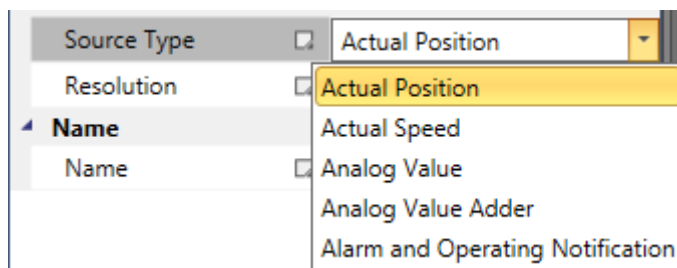 Source Type Actual Position
Resolution Actual Position
Name Actual Speed
Name Analog Value
Analog Value Adder
Alarm and Operating Notification